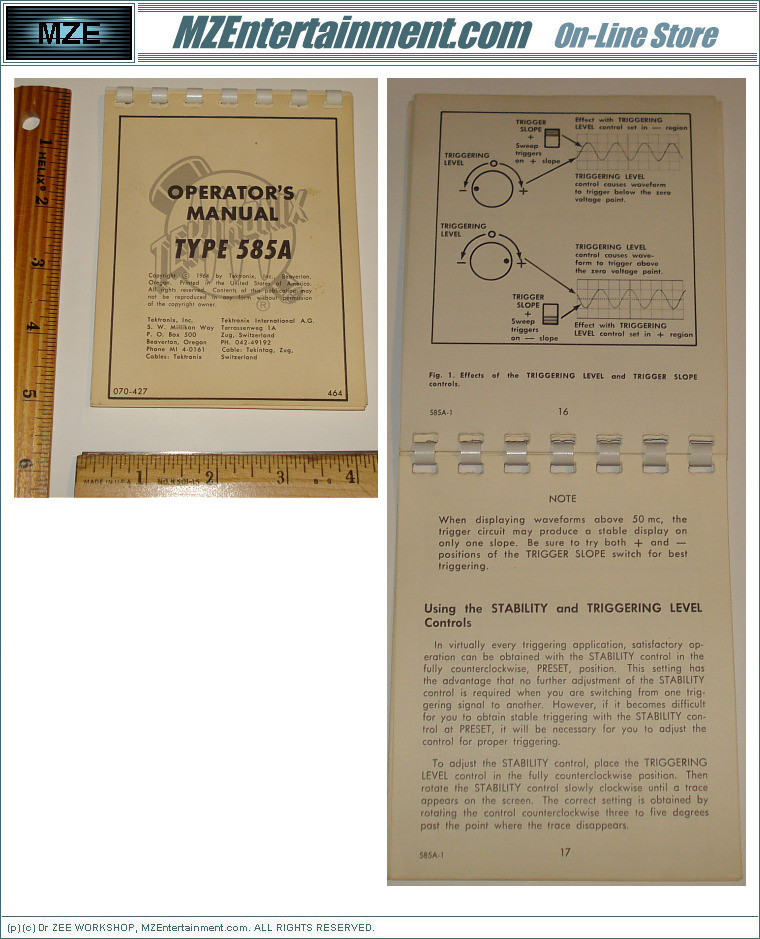 MZE
MZEntertainment.com On-Line Store
1 HELIX® 2 3 4 5 6
OPERATOR'S
MANUAL
TYPE 585A
TEKTRONIX
®
Copyright © 1964 by Tektronix, Inc., Beaverton,
Oregon. Printed in the United States of America.
All rights reserved. Contents of this publication may
not be reproduced in any form without permission
of the copyright owner.
Tektronix, Inc.
S. W. Millikan Way
P. O. Box 500
Beaverton, Oregon
Phone MI 4-0161
Cables: Tektronix
Tektronix International A.G.
Terrassenweg 1A
Zug, Switzerland
PH. 042-49192
Cable: Tekintag, Zug,
Switzerland
070-427
464
MADE IN U.S.A.
1 2 3 4
TRIGGER
SLOPE
+
Sweep
triggers
on + slope
Effect with TRIGGERING
LEVEL control set in — region
TRIGGERING
LEVEL
— +
TRIGGERING LEVEL
control causes waveform
to trigger below the zero
voltage point.
TRIGGERING
LEVEL
— +
TRIGGERING LEVEL
control causes wave-
form to trigger above
the zero voltage point.
TRIGGER
SLOPE
+
Sweep
triggers
on — slope
Effect with TRIGGERING
LEVEL control set in + region
Fig. 1. Effects of the TRIGGERING LEVEL and TRIGGER SLOPE
controls.
585A-1
16
NOTE
When displaying waveforms above 50 mc, the
trigger circuit may produce a stable display on
only one slope. Be sure to try both + and —
positions of the TRIGGER SLOPE switch for best
triggering.
Using the STABILITY and TRIGGERING LEVEL
Controls
In virtually every triggering application, satisfactory op-
eration can be obtained with the STABILITY control in the
fully counterclockwise, PRESET, position. This setting has
the advantage that no further adjustment of the STABILITY
control is required when you are switching from one trig-
gering signal to another. However, if it becomes difficult
for you to obtain stable triggering with the STABILITY con-
trol at PRESET, it will be necessary for you to adjust the
control for proper triggering.
To adjust the STABILITY control, place the TRIGGERING
LEVEL control in the fully counterclockwise position. Then
rotate the STABILITY control slowly clockwise until a trace
appears on the screen. The correct setting is obtained by
rotating the control counterclockwise three to five degrees
past the point where the trace disappears.
585A-1
17
(p)(c) Dr ZEE WORKSHOP, MZEntertainment.com. ALL RIGHTS RESERVED.